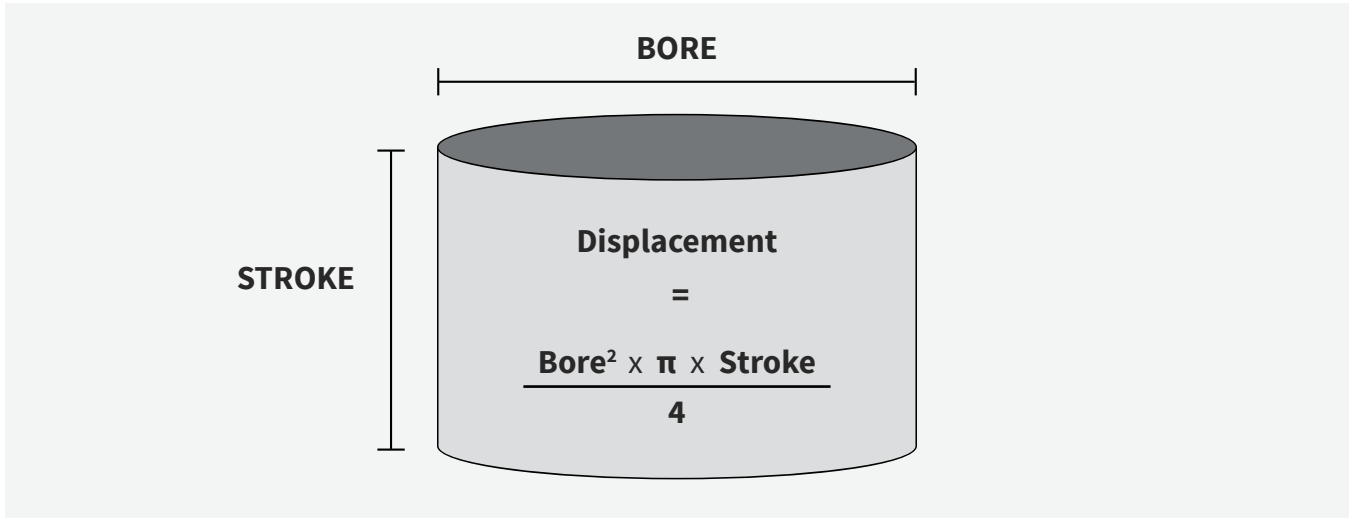 BORE
STROKE
Displacement
=
Bore² x π x Stroke
4